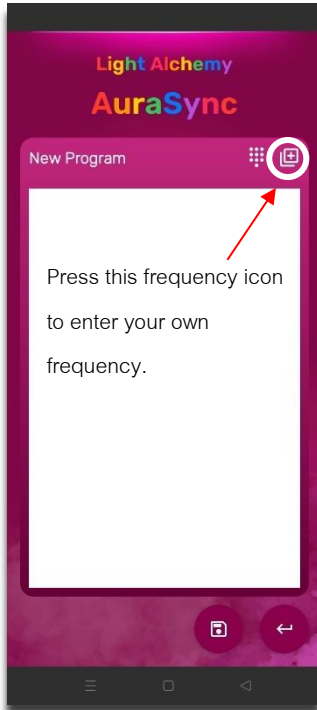 Light Alchemy
AuraSync
New Program
Press this frequency icon
to enter your own
frequency.